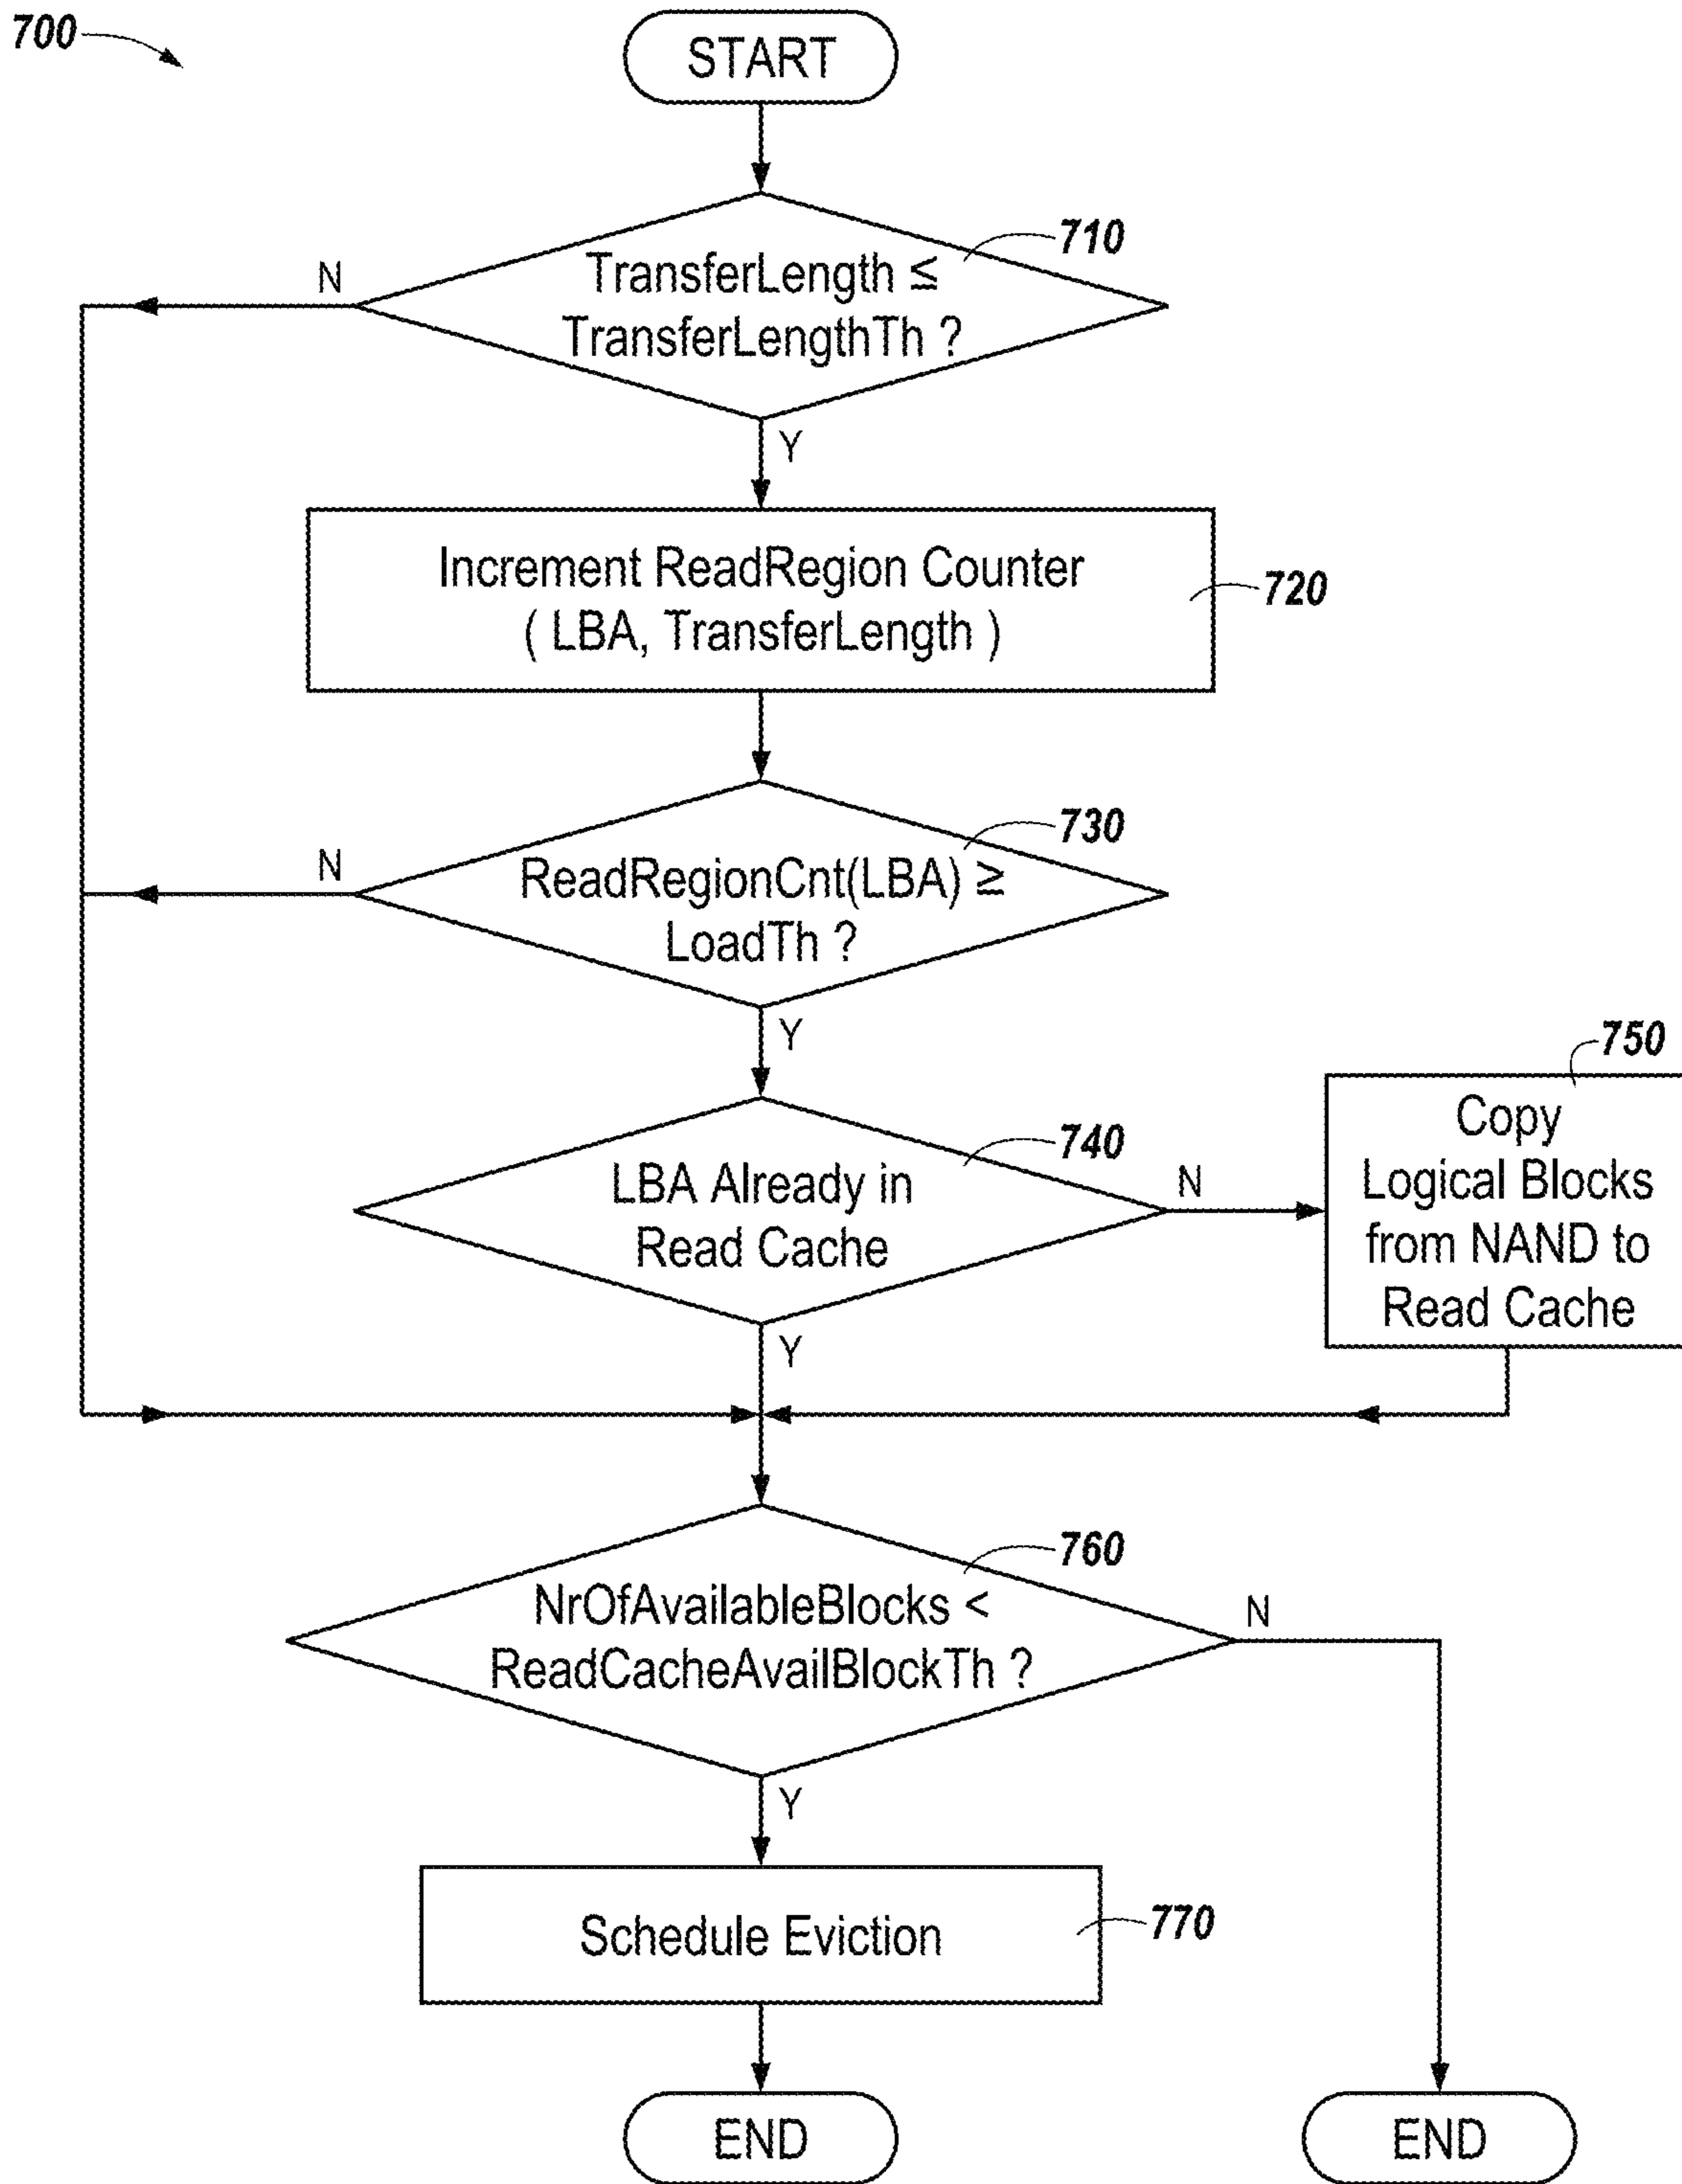 700
START
710
TransferLength ≤
TransferLengthTh ?
N
Y
Increment ReadRegion Counter
( LBA, TransferLength )
720
730
ReadRegionCnt(LBA) ≥
LoadTh ?
N
Y
750
Copy
Logical Blocks
from NAND to
Read Cache
740
LBA Already in
Read Cache
N
Y
760
NrOfAvailableBlocks <
ReadCacheAvailBlockTh ?
N
Y
Schedule Eviction
770
END
END